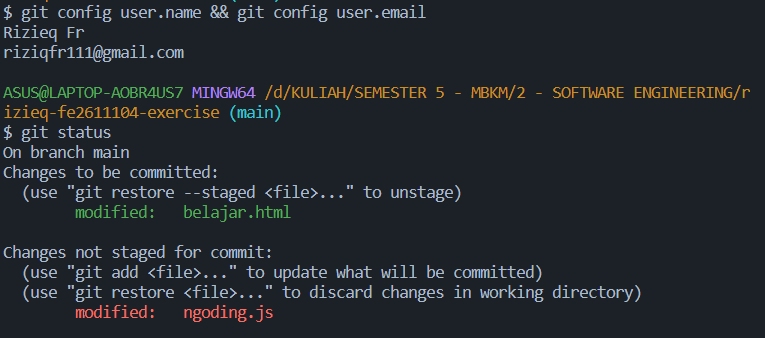 $ git config user.name && git config user.email
Rizieq Fr
riziqfr111@gmail.com
ASUS@LAPTOP-AOBR4US7 MINGW64 /d/KULIAH/SEMESTER 5 - MBKM/2 - SOFTWARE ENGINEERING/r
izieq-fe2611104-exercise (main)
$ git status
On branch main
Changes to be committed:
  (use "git restore --staged <file>..." to unstage)
        modified:   belajar.html

Changes not staged for commit:
  (use "git add <file>..." to update what will be committed)
  (use "git restore <file>..." to discard changes in working directory)
        modified:   ngoding.js